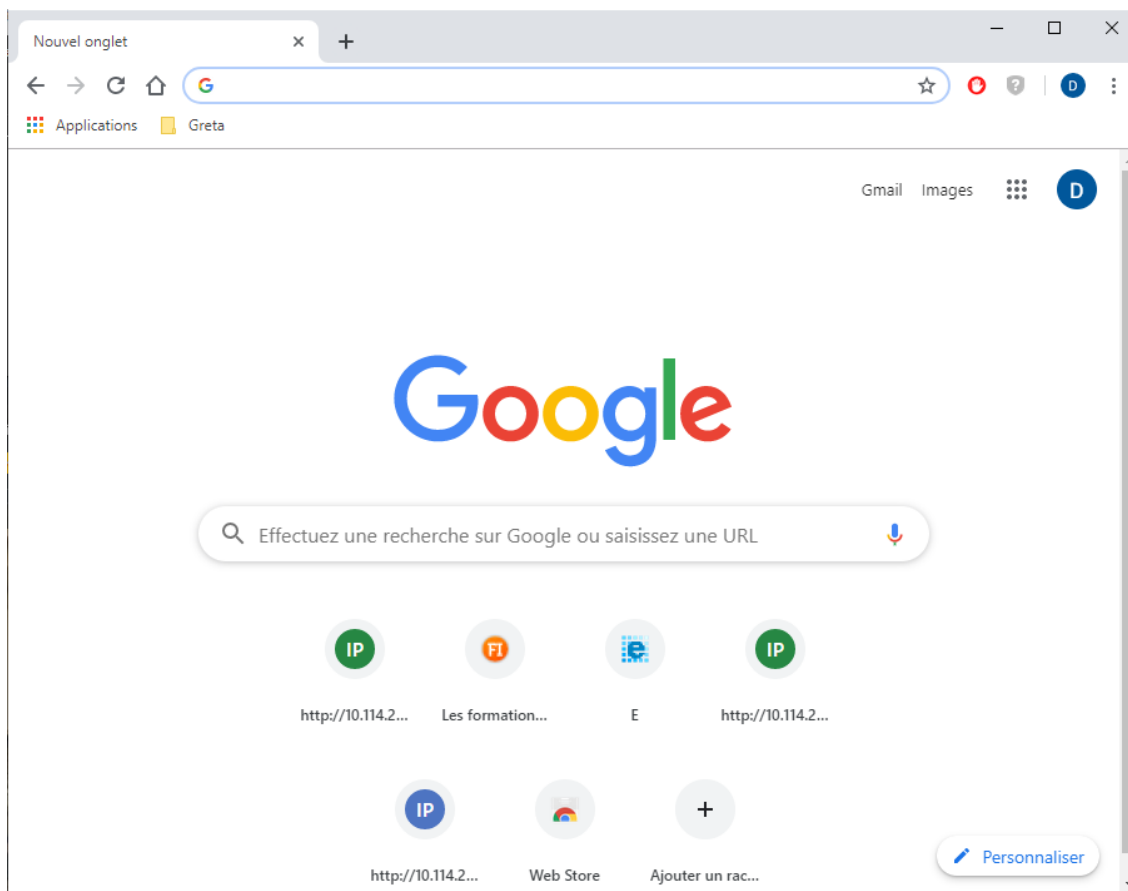 Nouvel onglet
G
D
Applications Greta
Gmail Images D
Google
Effectuez une recherche sur Google ou saisissez une URL
IP FI e IP
http://10.114.2... Les formation... E http://10.114.2...
IP
http://10.114.2... Web Store Ajouter un rac...
Personnaliser